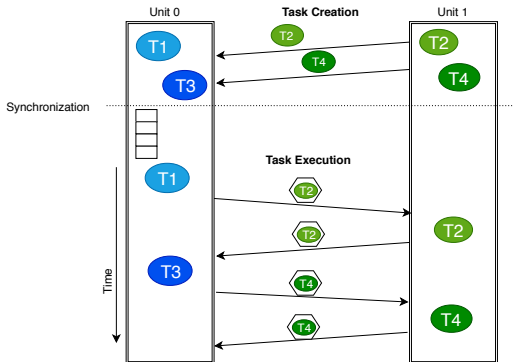 Unit 0
Task Creation
Unit 1
T1
T2
T2
T4
T3
T4
Synchronization
Task Execution
T1
T2
T2
T2
T3
T4
T4
T4
Time